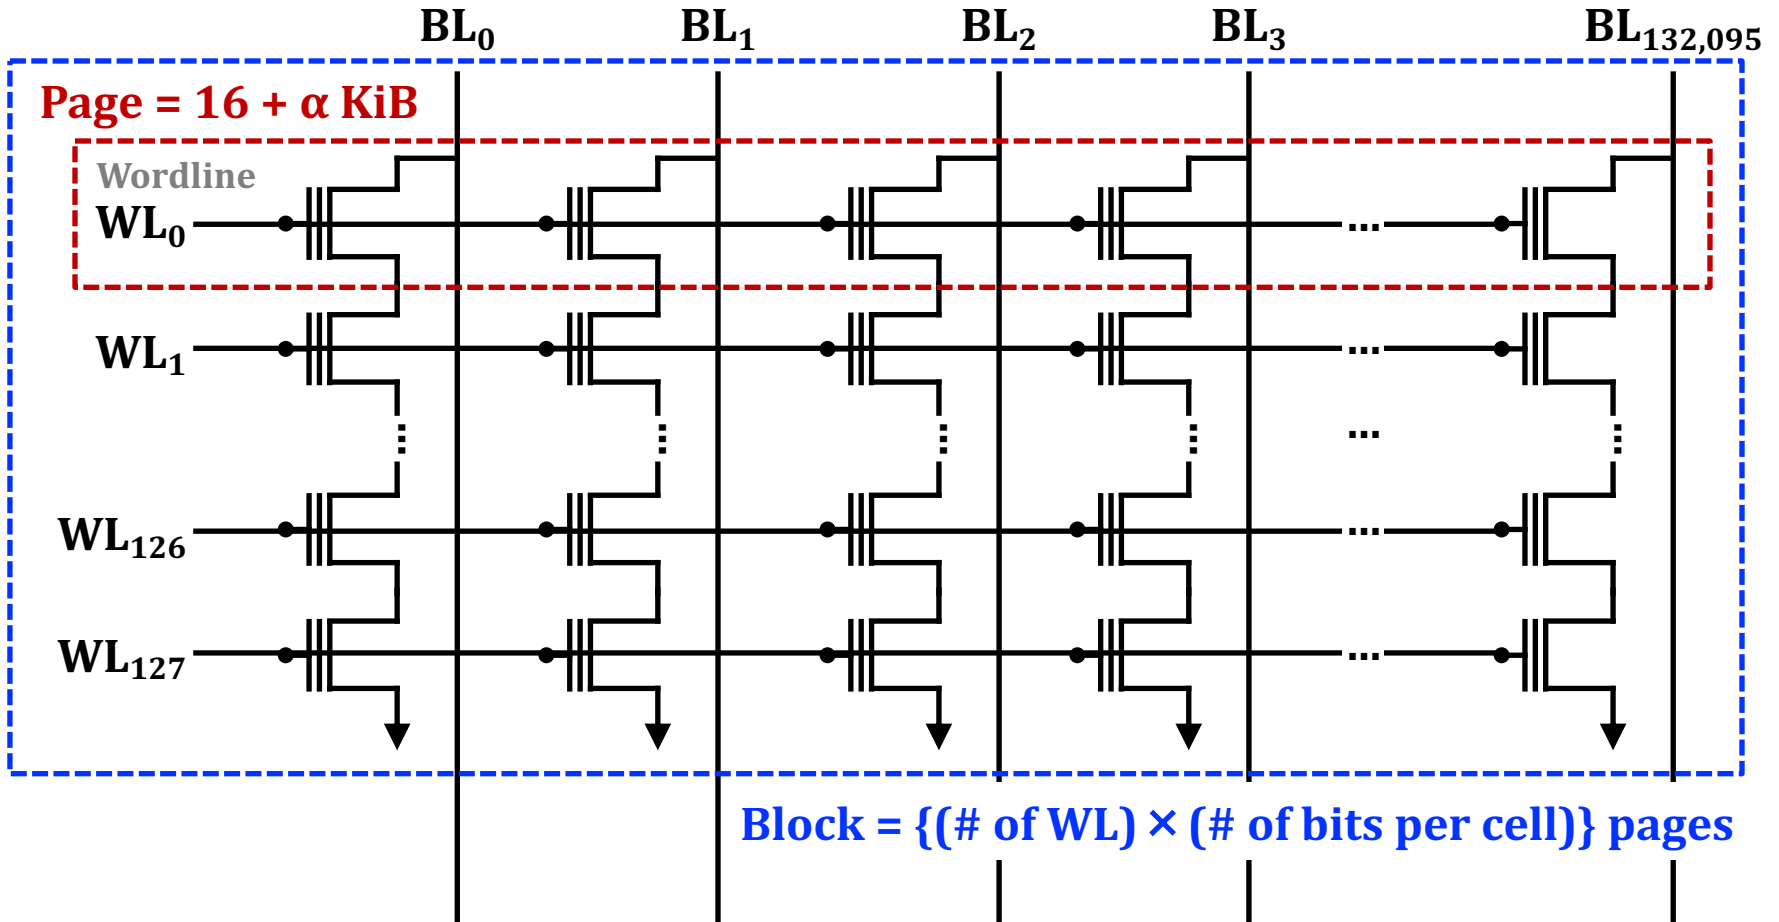 BL₀ BL₁ BL₂ BL₃ BL₁₃₂,₀₉₅
Page = 16 + α KiB
Wordline
WL₀ ...
WL₁ ...
... ... ... ... ... ...
WL₁₂₆ ...
WL₁₂₇ ...
Block = {(# of WL) × (# of bits per cell)} pages